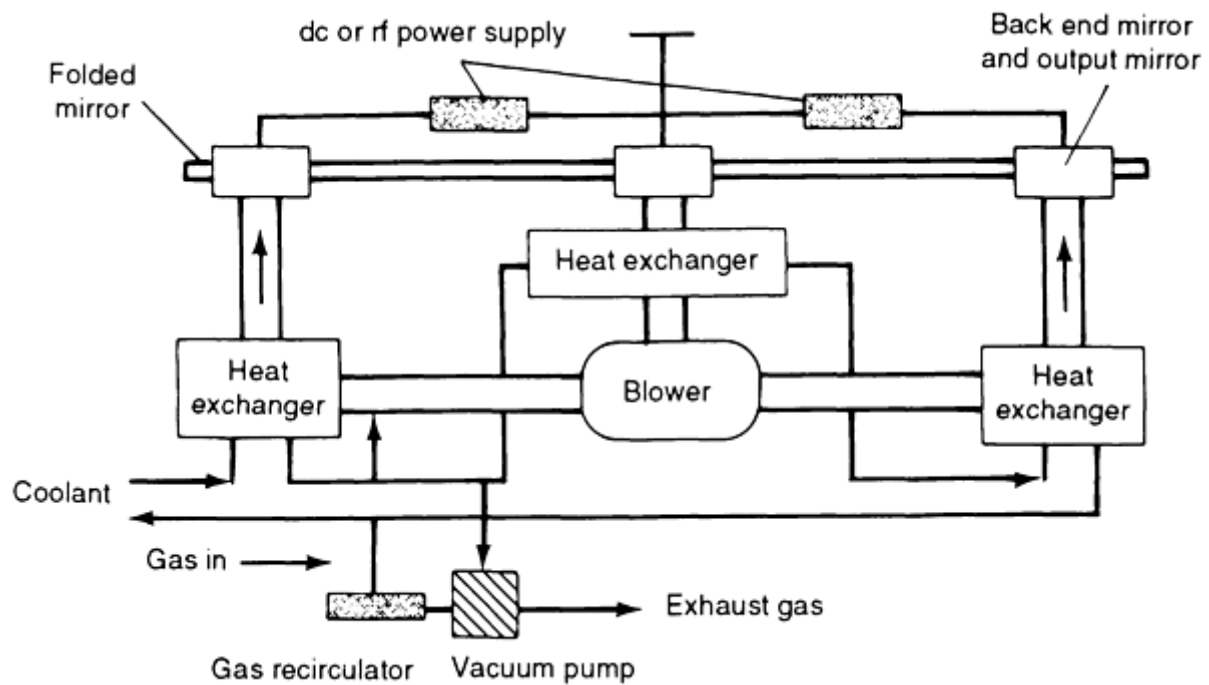 dc or rf power supply
Back end mirror
and output mirror
Folded
mirror
Heat exchanger
Heat
exchanger
Blower
Heat
exchanger
Coolant
Gas in
Exhaust gas
Gas recirculator
Vacuum pump